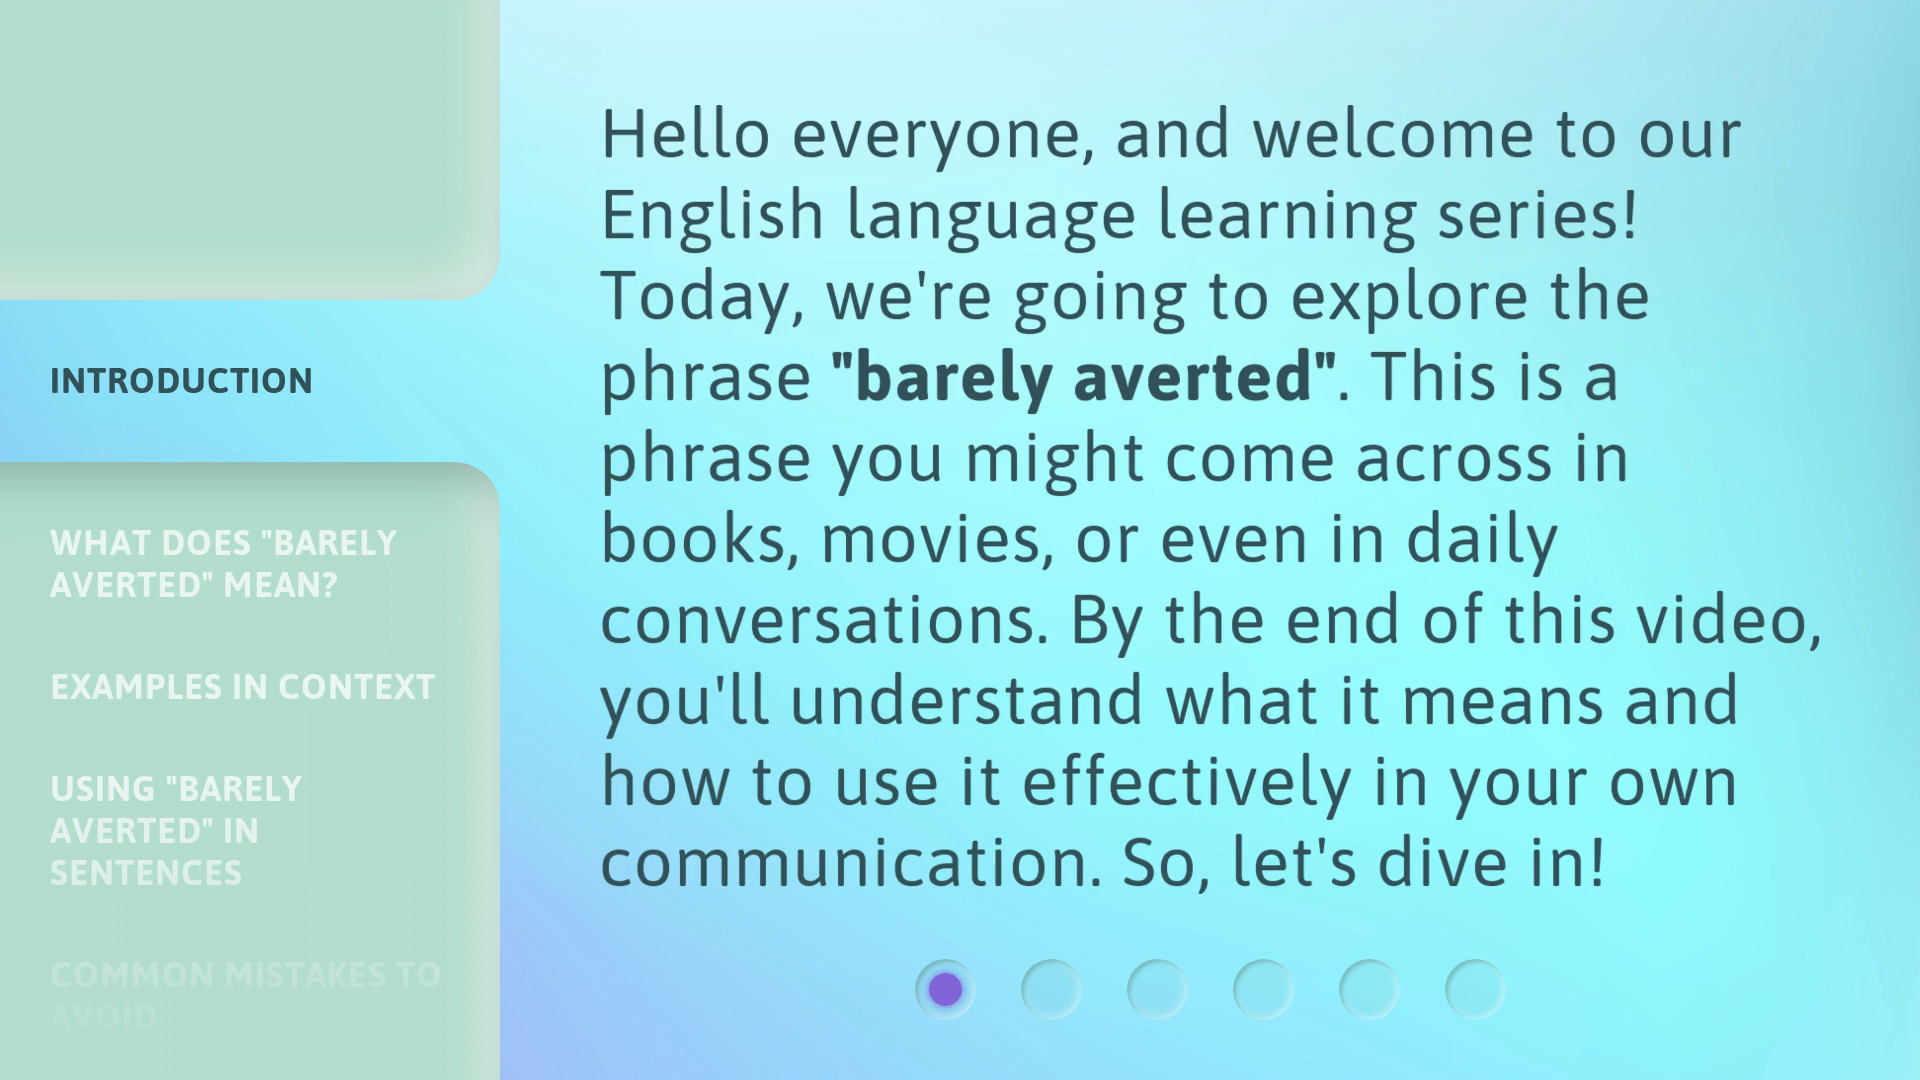 INTRODUCTION
WHAT DOES "BARELY
AVERTED" MEAN?
EXAMPLES IN CONTEXT
USING "BARELY
AVERTED" IN
SENTENCES
COMMON MISTAKES TO
AVOID
Hello everyone, and welcome to our
English language learning series!
Today, we're going to explore the
phrase "barely averted". This is a
phrase you might come across in
books, movies, or even in daily
conversations. By the end of this video,
you'll understand what it means and
how to use it effectively in your own
communication. So, let's dive in!